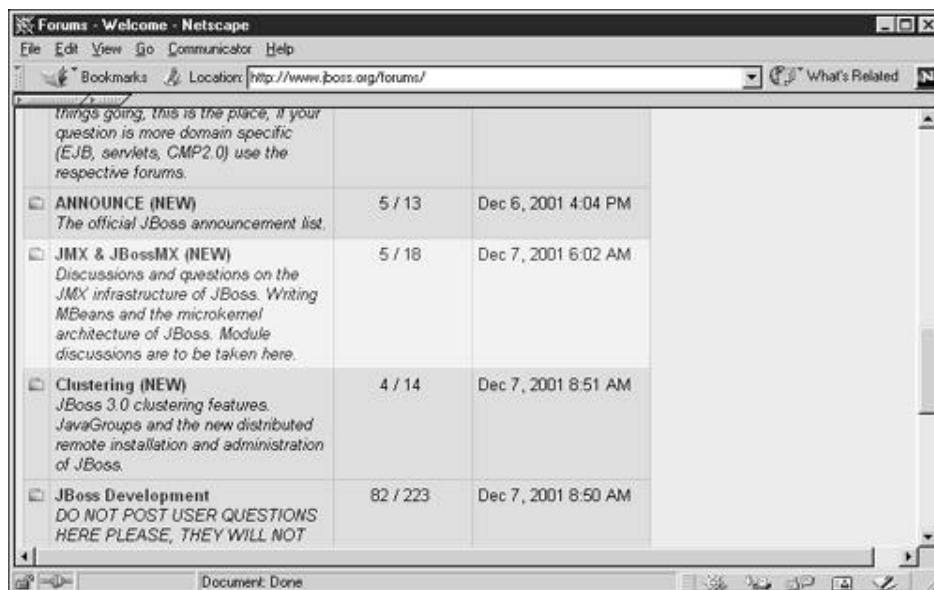 Forums - Welcome - Netscape
File Edit View Go Communicator Help
Bookmarks Location: http://www.jboss.org/forums/ What's Related N
things going, this is the place, if your
question is more domain specific
(EJB, servlets, CMP2.0) use the
respective forums.
ANNOUNCE (NEW) 5 / 13 Dec 6, 2001 4:04 PM
The official JBoss announcement list.
JMX & JBossMX (NEW) 5 / 18 Dec 7, 2001 6:02 AM
Discussions and questions on the
JMX infrastructure of JBoss. Writing
MBeans and the microkernel
architecture of JBoss. Module
discussions are to be taken here.
Clustering (NEW) 4 / 14 Dec 7, 2001 8:51 AM
JBoss 3.0 clustering features.
JavaGroups and the new distributed
remote installation and administration
of JBoss.
JBoss Development 82 / 223 Dec 7, 2001 8:50 AM
DO NOT POST USER QUESTIONS
HERE PLEASE, THEY WILL NOT
Document: Done